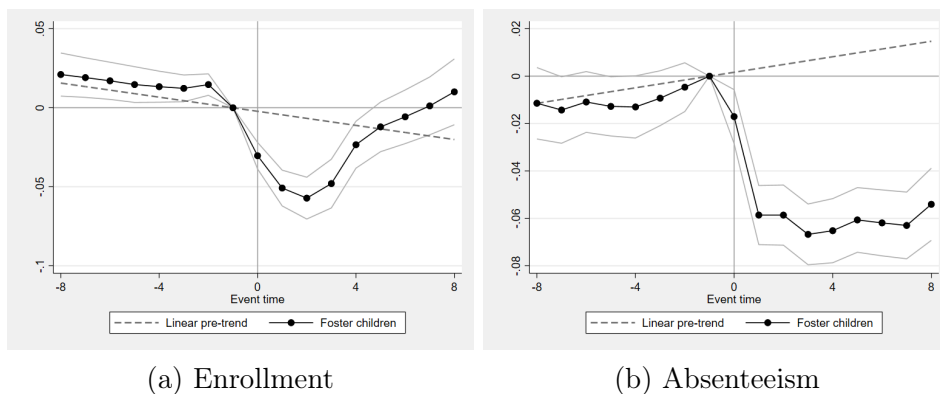 .05
0
-.05
-.1
-8
-4
0
4
8
Event time
Linear pre-trend
Foster children
(a) Enrollment
.02
0
-.02
-.04
-.06
-.08
-8
-4
0
4
8
Event time
Linear pre-trend
Foster children
(b) Absenteeism